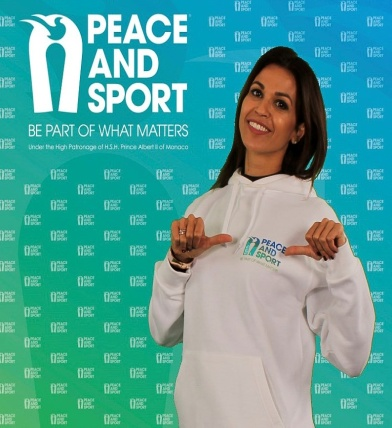 PEACE
AND
SPORT
BE PART OF WHAT MATTERS
Under the High Patronage of H.S.H. Prince Albert II of Monaco
PEACE
AND
SPORT